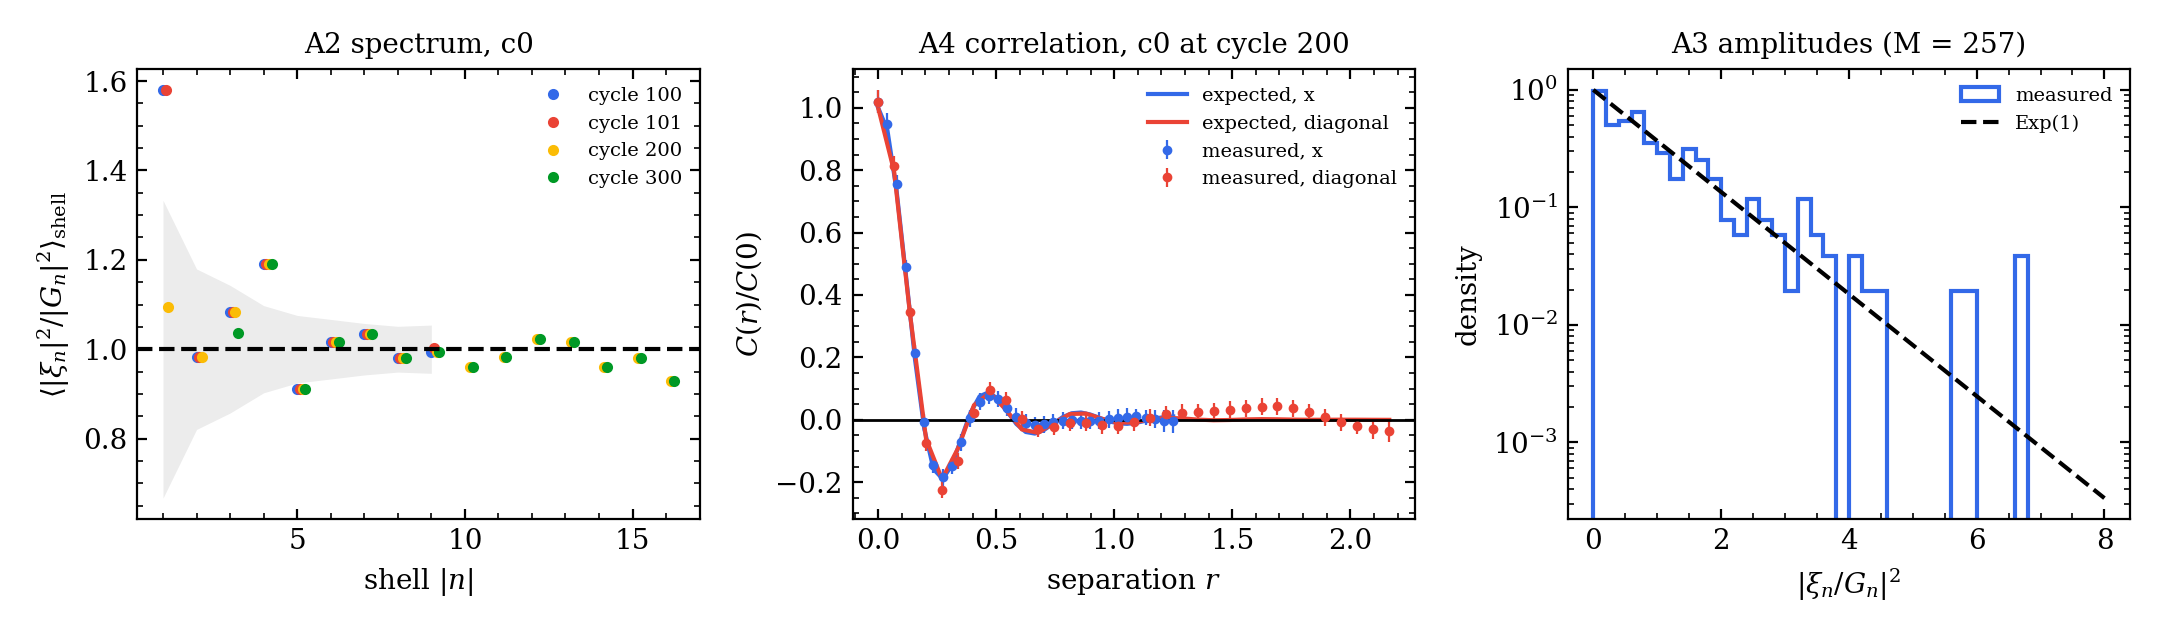 A2 spectrum, c0
⟨|ξₙ|²/|Gₙ|²⟩shell
1.6
1.4
1.2
1.0
0.8
cycle 100
cycle 101
cycle 200
cycle 300
5
10
15
shell |n|
A4 correlation, c0 at cycle 200
C(r)/C(0)
1.0
0.8
0.6
0.4
0.2
0.0
−0.2
expected, x
expected, diagonal
measured, x
measured, diagonal
0.0
0.5
1.0
1.5
2.0
separation r
A3 amplitudes (M = 257)
density
10⁰
10⁻¹
10⁻²
10⁻³
measured
Exp(1)
0
2
4
6
8
|ξₙ/Gₙ|²